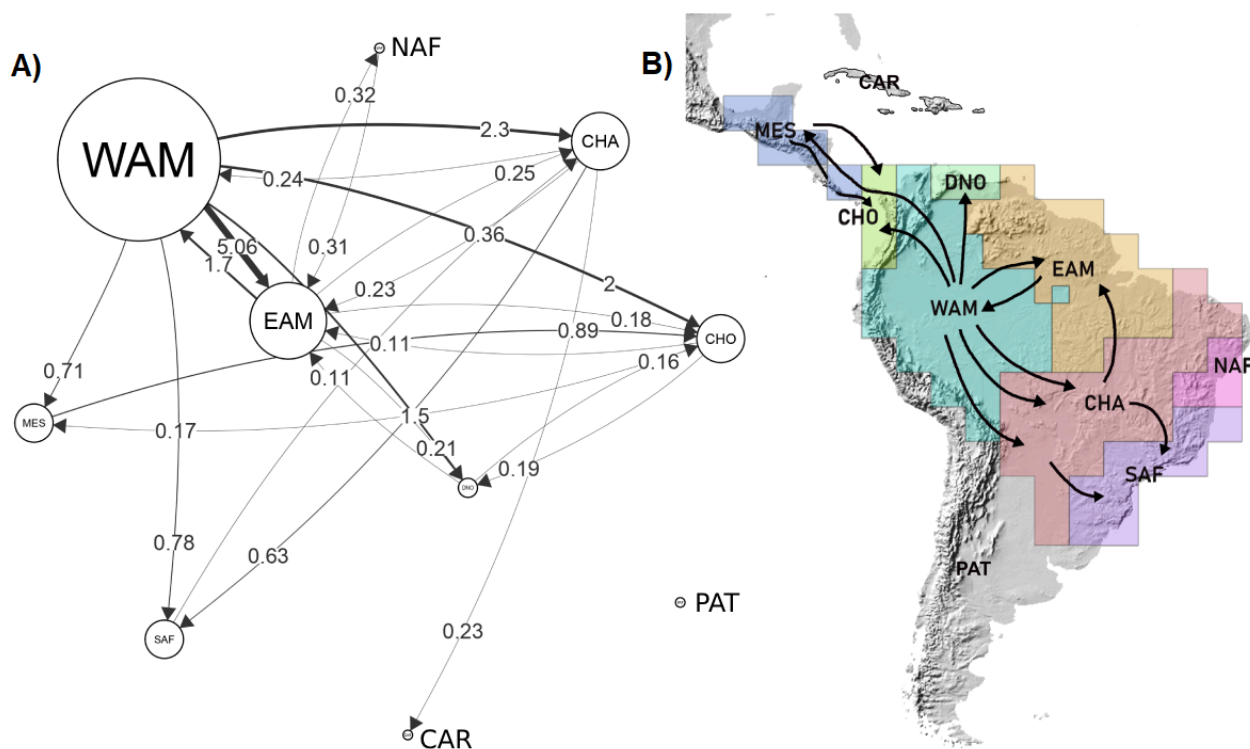 A)
NAF
WAM
2.3
CHA
0.32
0.25
0.24
0.31
0.36
5.06
1.7
EAM
0.23
0.18
2
CHO
0.11
0.89
0.16
0.71
0.11
MES
0.17
1.5
0.21
DNO
0.19
0.78
0.63
SAF
0.23
PAT
CAR
B)
CAR
MES
DNO
CHO
EAM
WAM
NAF
CHA
SAF
PAT